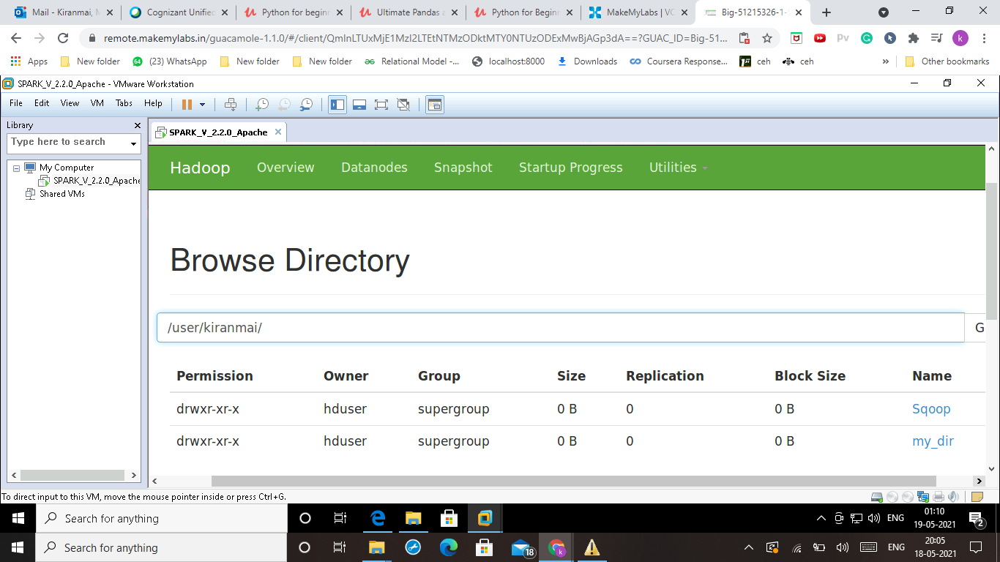 Mail - Kiranmai, M
Cognizant Unified
Python for beginn
Ultimate Pandas a
Python for Beginn
MakeMyLabs | VC
Big-51215326-1-
remote.makemylabs.in/guacamole-1.1.0/#/client/QmlnLTUxMjE1MzI2LTEtNTMzODktMTY0NTUzODExMwBjAGp3dA==?GUAC_ID=Big-51...
Apps
New folder
64
(23) WhatsApp
New folder
New folder
Relational Model -...
localhost:8000
Downloads
Coursera Response...
ceh
ceh
»
Other bookmarks
SPARK_V_2.2.0_Apache - VMware Workstation
File Edit View VM Tabs Help
Library
Type here to search
My Computer
SPARK_V_2.2.0_Apache
Shared VMs
SPARK_V_2.2.0_Apache
Hadoop Overview Datanodes Snapshot Startup Progress Utilities
Browse Directory
/user/kiranmai/
G
Permission Owner Group Size Replication Block Size Name
drwxr-xr-x hduser supergroup 0 B 0 0 B Sqoop
drwxr-xr-x hduser supergroup 0 B 0 0 B my_dir
To direct input to this VM, move the mouse pointer inside or press Ctrl+G.
Search for anything
ENG
01:10
19-05-2021
2
Search for anything
18
k
ENG
20:05
18-05-2021